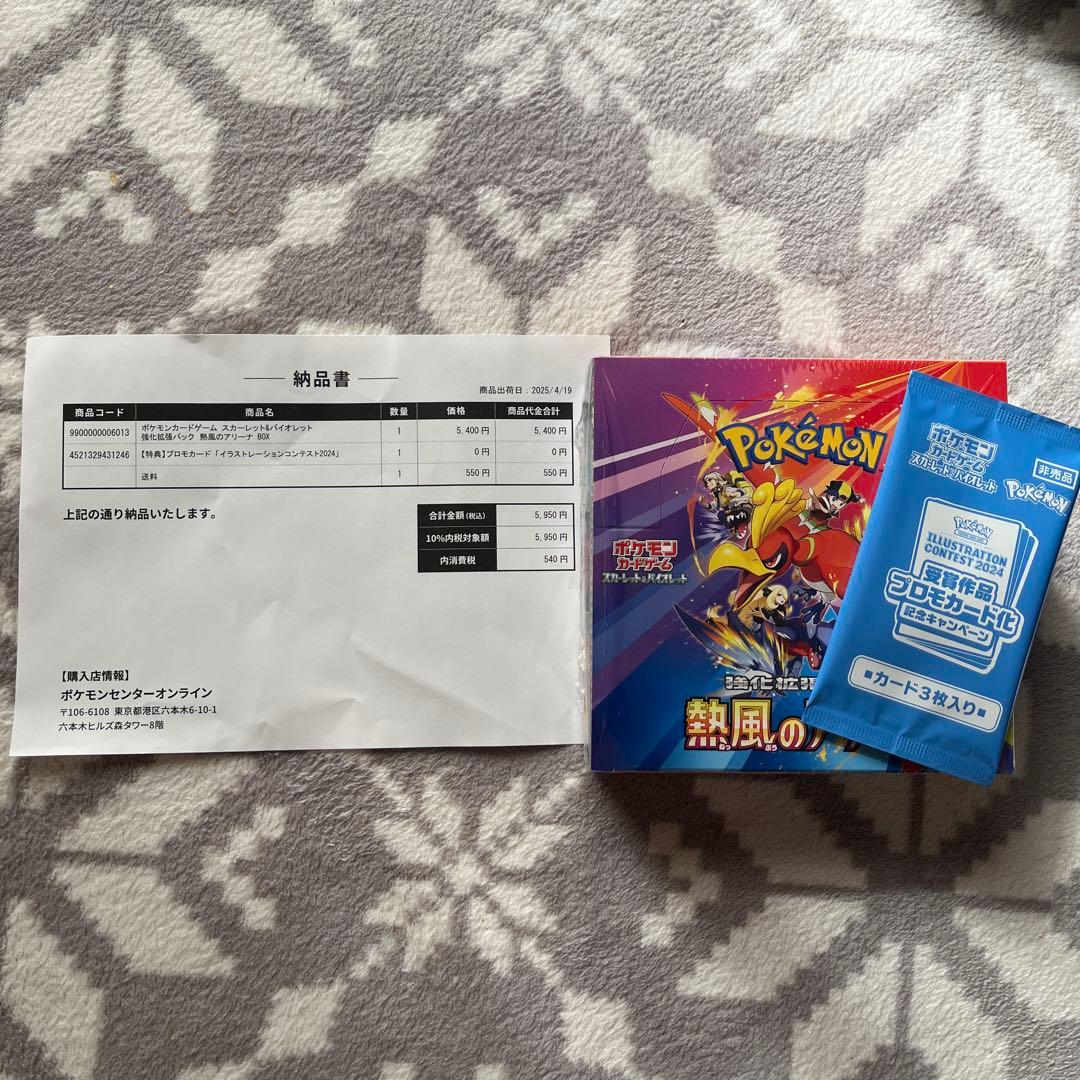 納品書
商品出荷日：2025/4/19
商品コード 商品名 数量 価格 商品代金合計
9900000006013 ポケモンカードゲーム スカーレット&バイオレット 1 5,400 円 5,400 円
強化拡張パック 熱風のアリーナ BOX
4521329431246 【特典】プロモカード「イラストレーションコンテスト2024」 1 0 円 0 円
送料 1 550 円 550 円
上記の通り納品いたします。
合計金額(税込) 5,950 円
10%内税対象額 5,950 円
内消費税 540 円
【購入店情報】
ポケモンセンターオンライン
〒106-6108 東京都港区六本木6-10-1
六本木ヒルズ森タワー8階
POKéMON
ポケモン
カードゲーム
スカーレット&バイオレット
強化拡張
熱風のア
ねっ ぷう
ポケモン
カードゲーム
スカーレット&バイオレット
非売品
POKéMON
POKéMON
ILLUSTRATION
CONTEST 2024
受賞作品
プロモカード化
記念キャンペーン
■カード3枚入り■